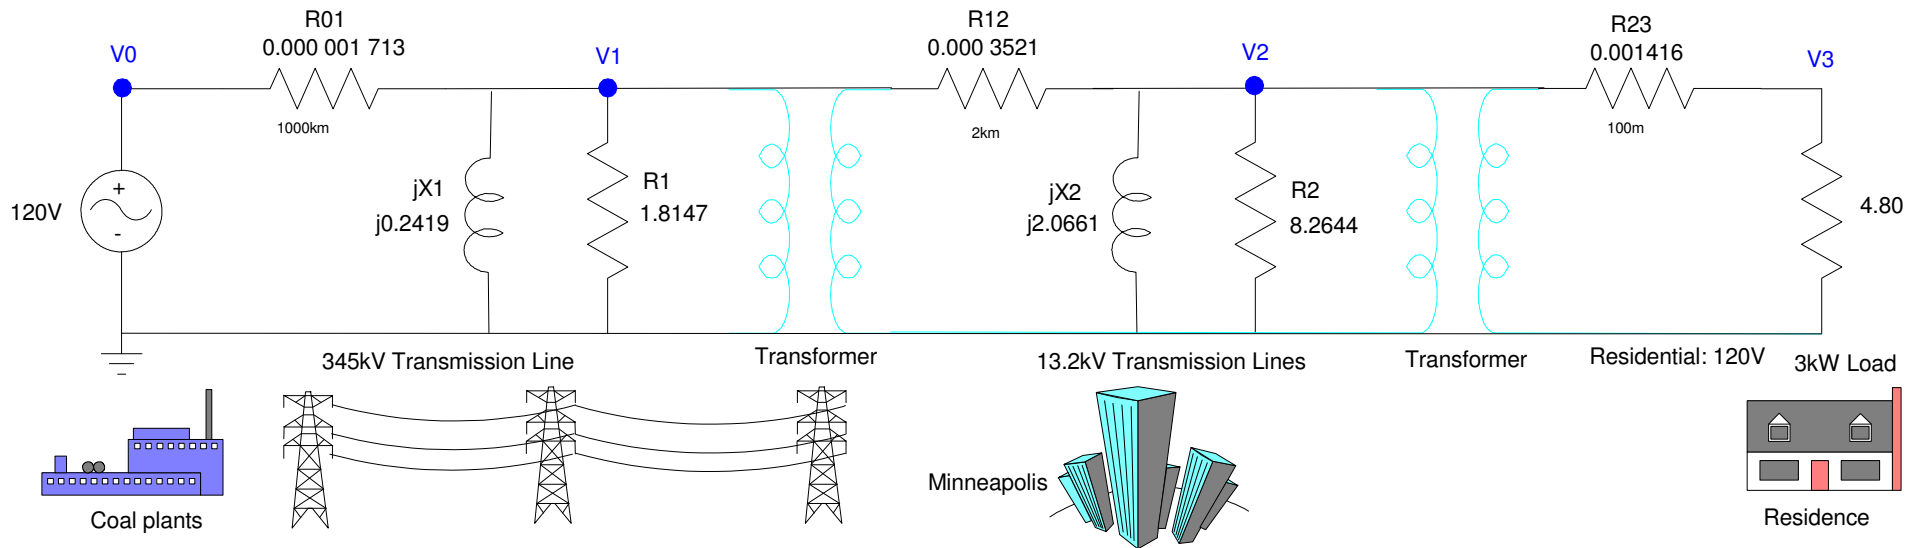 R01
0.000 001 713
V0
V1
1000km
R12
0.000 3521
V2
2km
R23
0.001416
V3
100m
120V
+
-
jX1
j0.2419
R1
1.8147
jX2
j2.0661
R2
8.2644
4.80
345kV Transmission Line
Transformer
13.2kV Transmission Lines
Transformer
Residential: 120V
3kW Load
Coal plants
Minneapolis
Residence